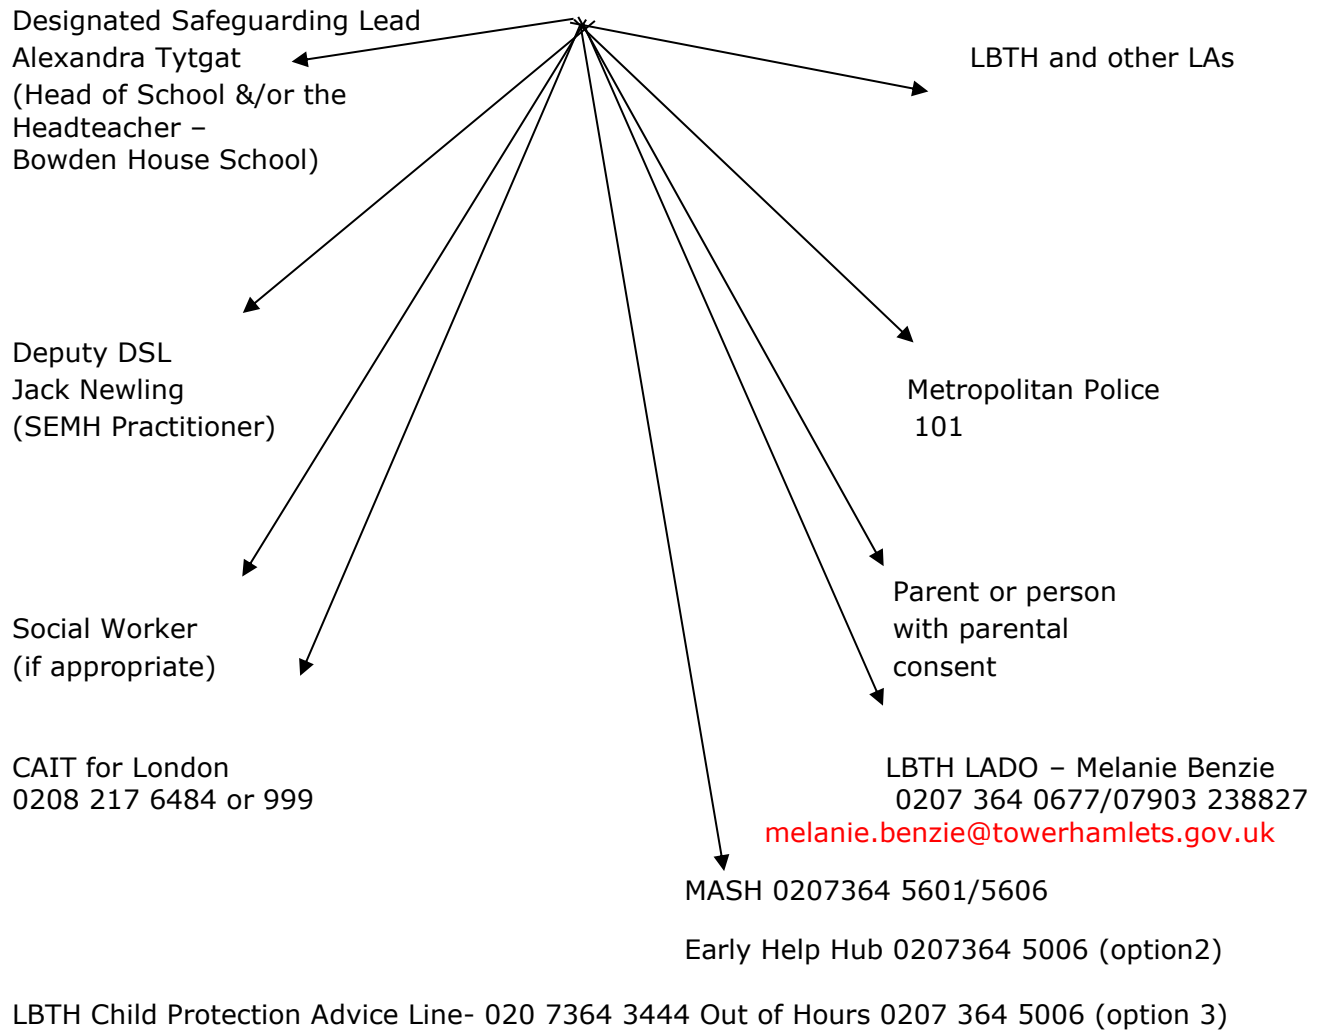 Designated Safeguarding Lead
Alexandra Tytgat
(Head of School &/or the
Headteacher –
Bowden House School)
LBTH and other LAs
Deputy DSL
Jack Newling
(SEMH Practitioner)
Metropolitan Police
101
Social Worker
(if appropriate)
Parent or person
with parental
consent
CAIT for London
0208 217 6484 or 999
LBTH LADO – Melanie Benzie
0207 364 0677/07903 238827
melanie.benzie@towerhamlets.gov.uk
MASH 0207364 5601/5606
Early Help Hub 0207364 5006 (option2)
LBTH Child Protection Advice Line- 020 7364 3444 Out of Hours 0207 364 5006 (option 3)